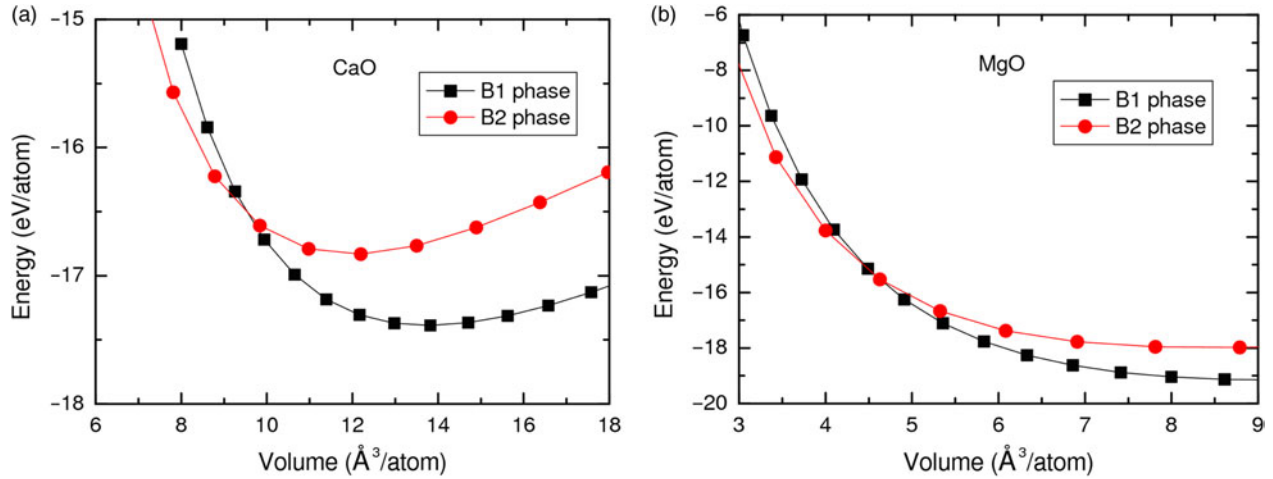 (a)
−15
−16
−17
−18
Energy (eV/atom)
CaO
B1 phase
B2 phase
6 8 10 12 14 16 18
Volume (Å³/atom)
(b)
−6
−8
−10
−12
−14
−16
−18
−20
Energy (eV/atom)
MgO
B1 phase
B2 phase
3 4 5 6 7 8 9
Volume (Å³/atom)